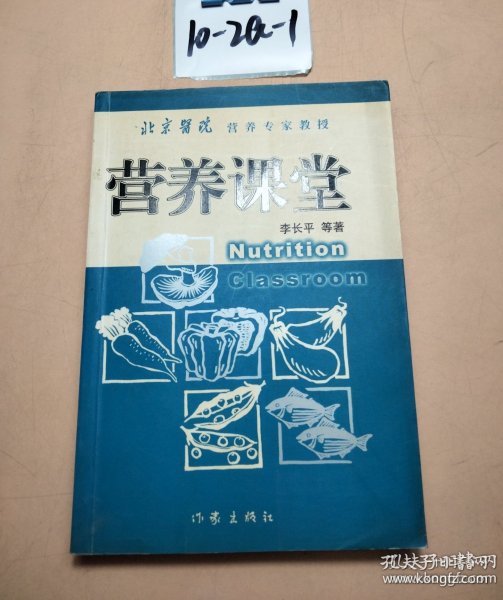 10-20-1
北京醫院 营养专家教授
营养课堂
李长平 等著
Nutrition
Classroom
作家出版社
孔夫子旧书网
www.kongfz.com